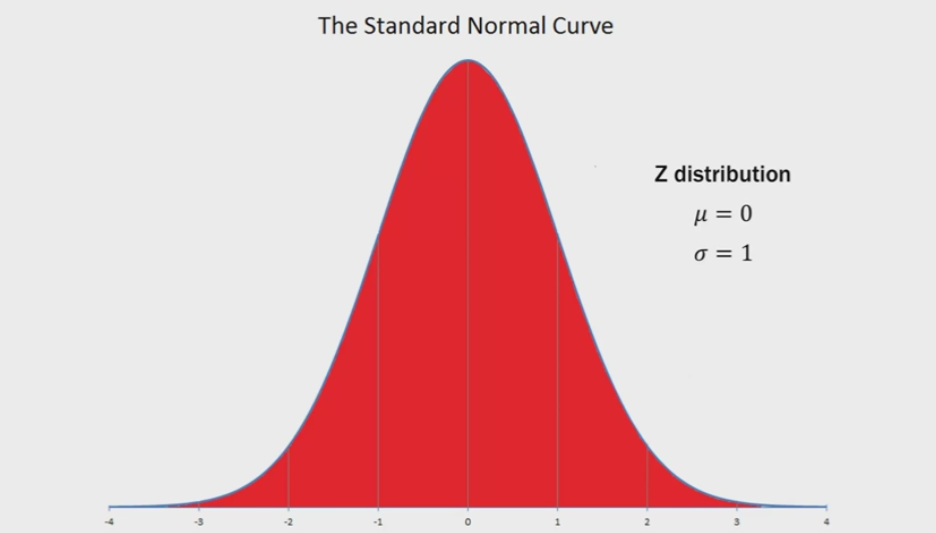 The Standard Normal Curve
Z distribution
μ = 0
σ = 1
-4 -3 -2 -1 0 1 2 3 4